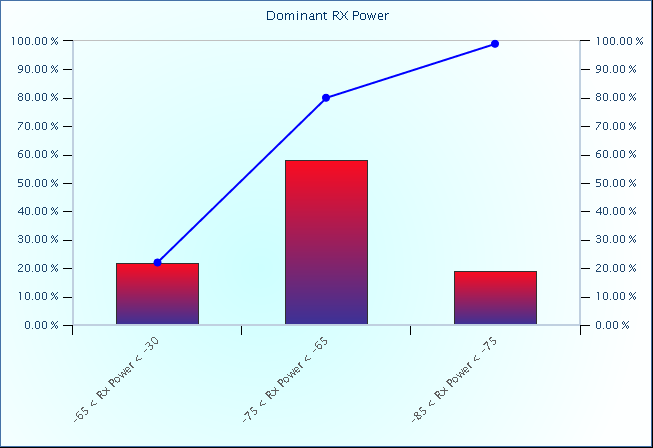 Dominant RX Power
100.00 % 100.00 %
90.00 % 90.00 %
80.00 % 80.00 %
70.00 % 70.00 %
60.00 % 60.00 %
50.00 % 50.00 %
40.00 % 40.00 %
30.00 % 30.00 %
20.00 % 20.00 %
10.00 % 10.00 %
0.00 % 0.00 %
-65 < Rx Power < -30
-75 < Rx Power < -65
-85 < Rx Power < -75